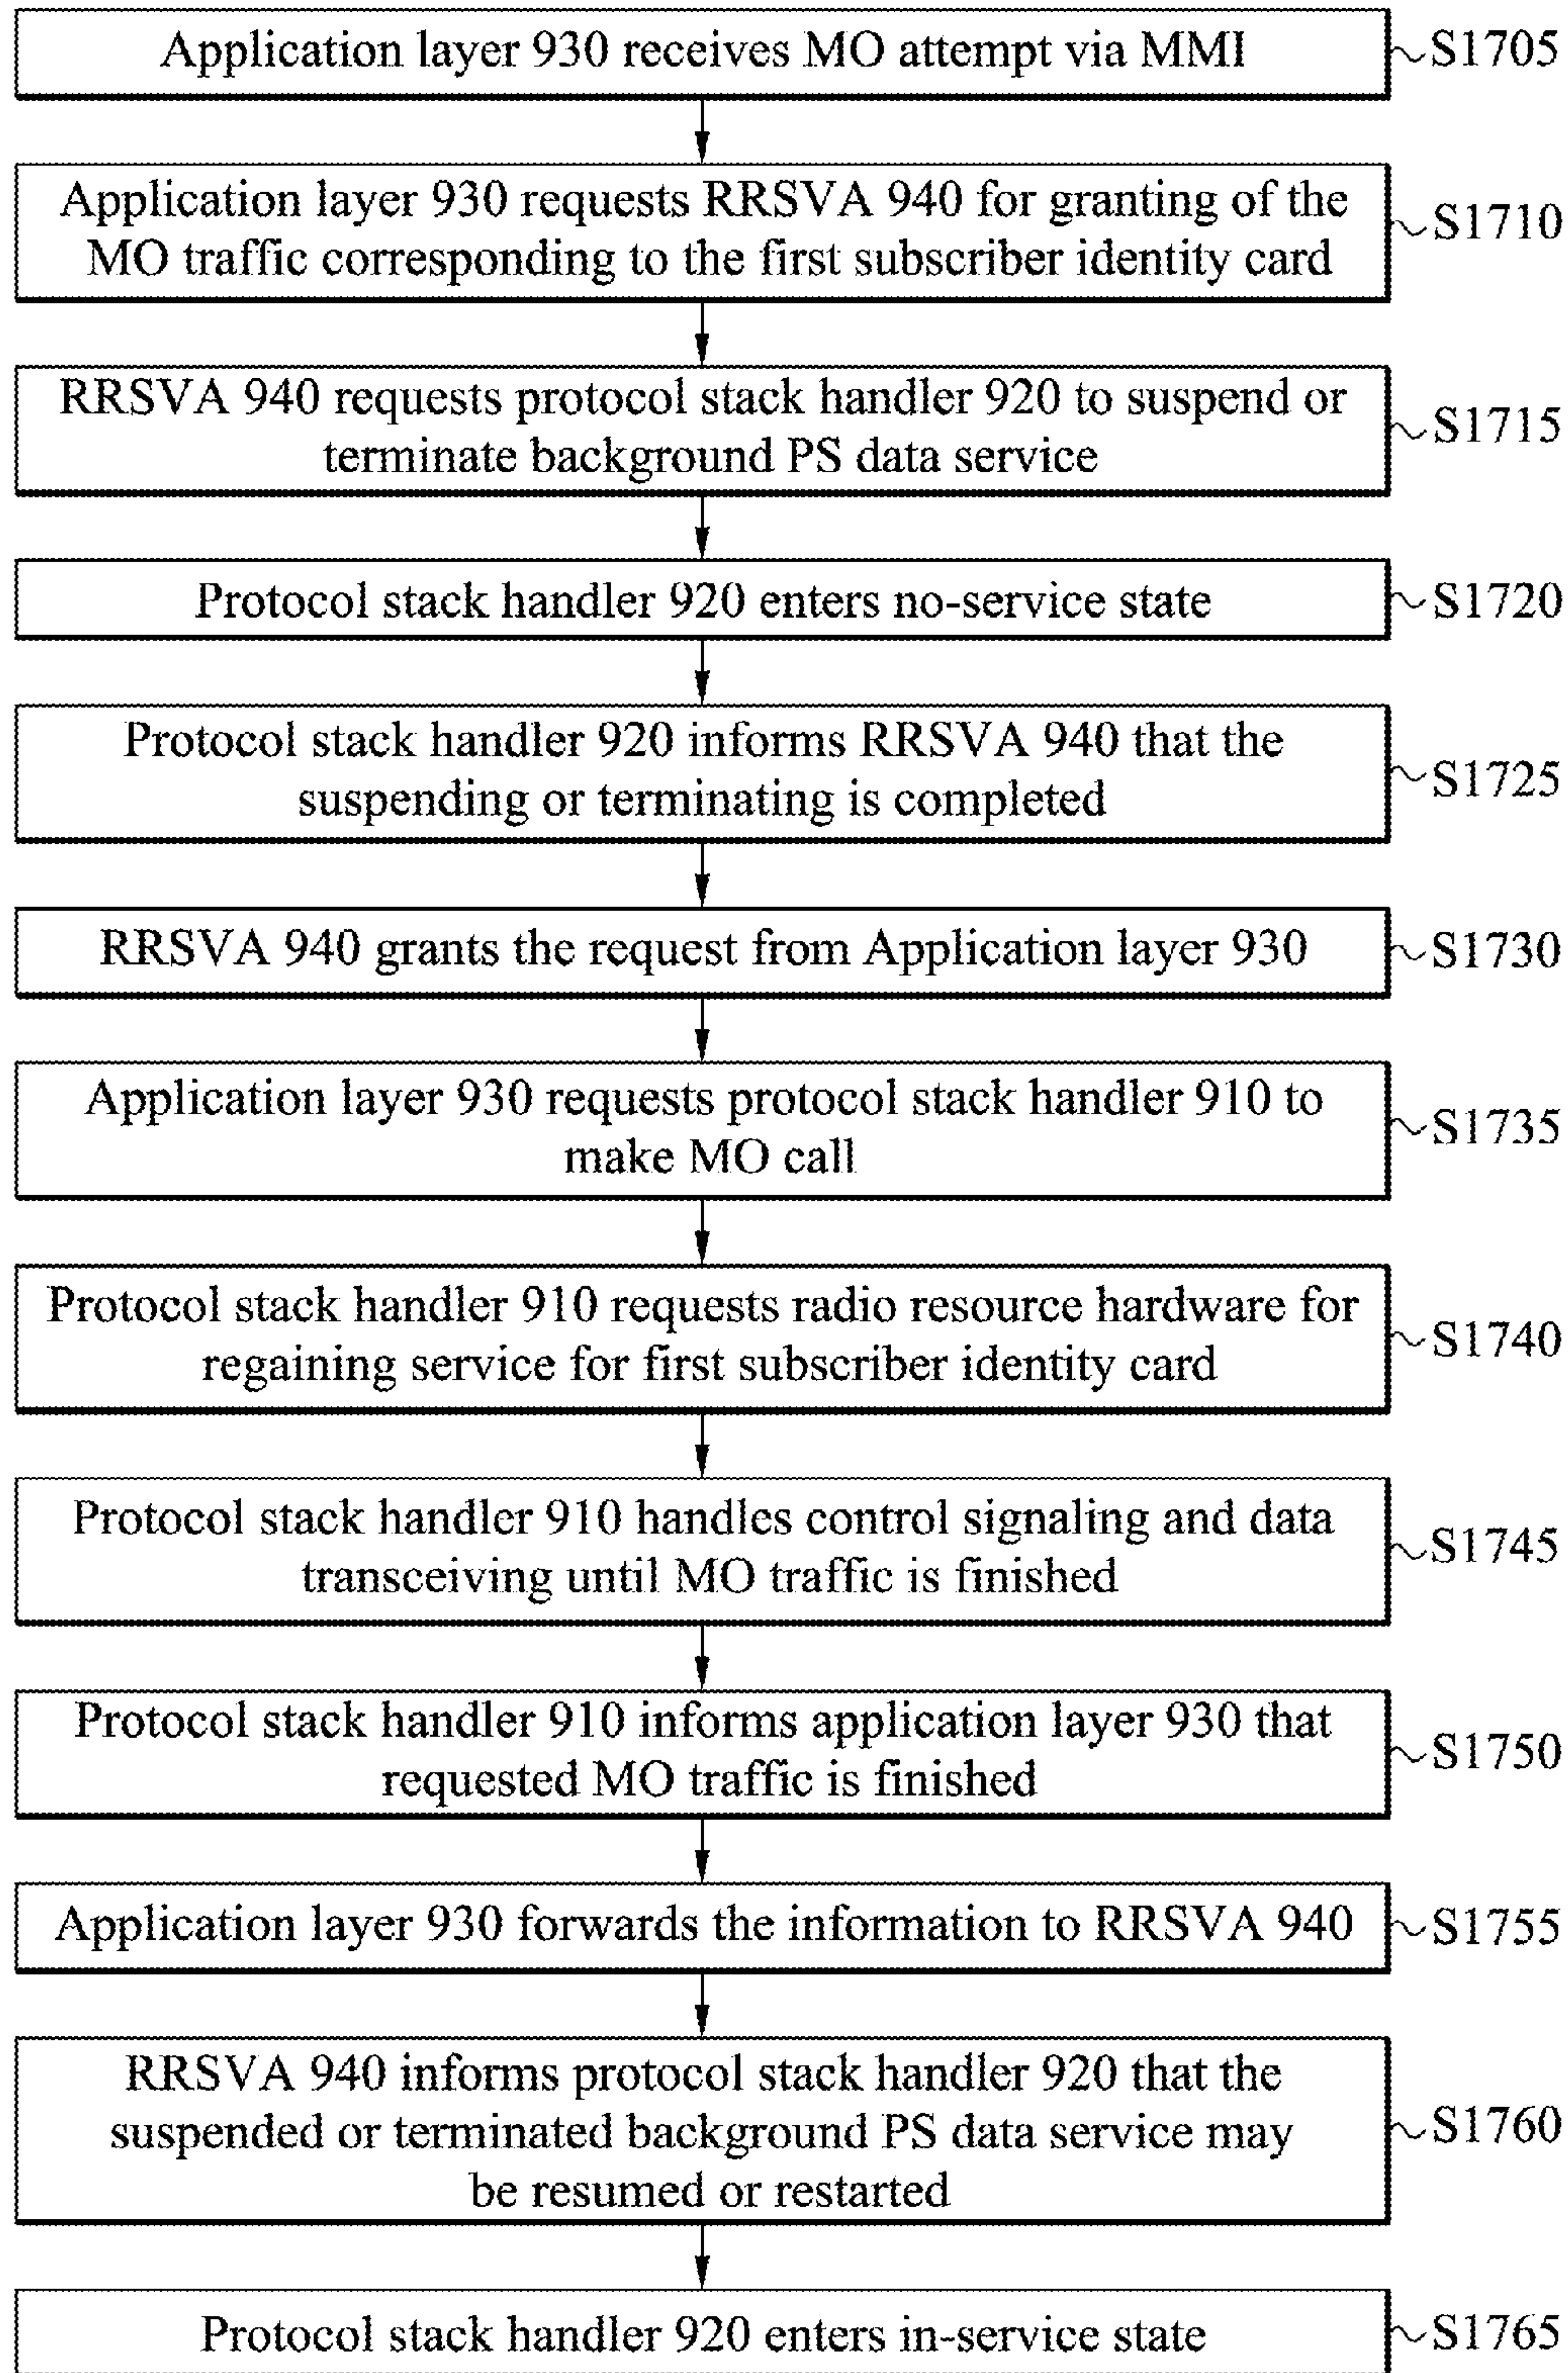 Application layer 930 receives MO attempt via MMI
S1705
Application layer 930 requests RRSVA 940 for granting of the
MO traffic corresponding to the first subscriber identity card
S1710
RRSVA 940 requests protocol stack handler 920 to suspend or
terminate background PS data service
S1715
Protocol stack handler 920 enters no-service state
S1720
Protocol stack handler 920 informs RRSVA 940 that the
suspending or terminating is completed
S1725
RRSVA 940 grants the request from Application layer 930
S1730
Application layer 930 requests protocol stack handler 910 to
make MO call
S1735
Protocol stack handler 910 requests radio resource hardware for
regaining service for first subscriber identity card
S1740
Protocol stack handler 910 handles control signaling and data
transceiving until MO traffic is finished
S1745
Protocol stack handler 910 informs application layer 930 that
requested MO traffic is finished
S1750
Application layer 930 forwards the information to RRSVA 940
S1755
RRSVA 940 informs protocol stack handler 920 that the
suspended or terminated background PS data service may
be resumed or restarted
S1760
Protocol stack handler 920 enters in-service state
S1765